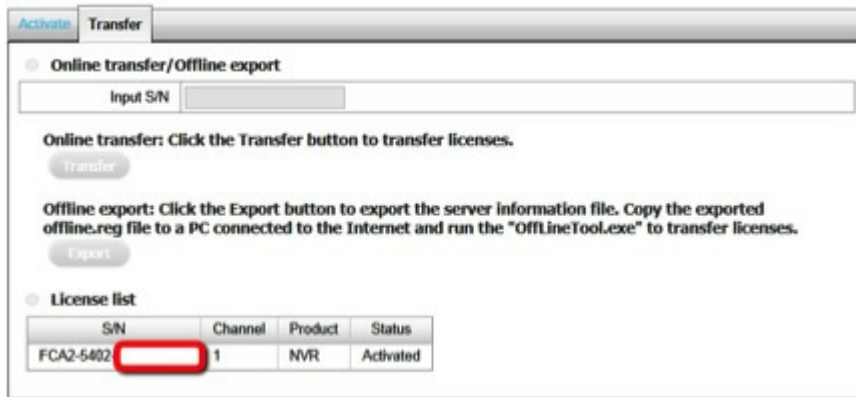 Activate Transfer
Online transfer/Offline export
Input S/N
Online transfer: Click the Transfer button to transfer licenses.
Transfer
Offline export: Click the Export button to export the server information file. Copy the exported
offline.reg file to a PC connected to the Internet and run the "OffLineTool.exe" to transfer licenses.
Export
License list
S/N Channel Product Status
FCA2-5402- 1 NVR Activated